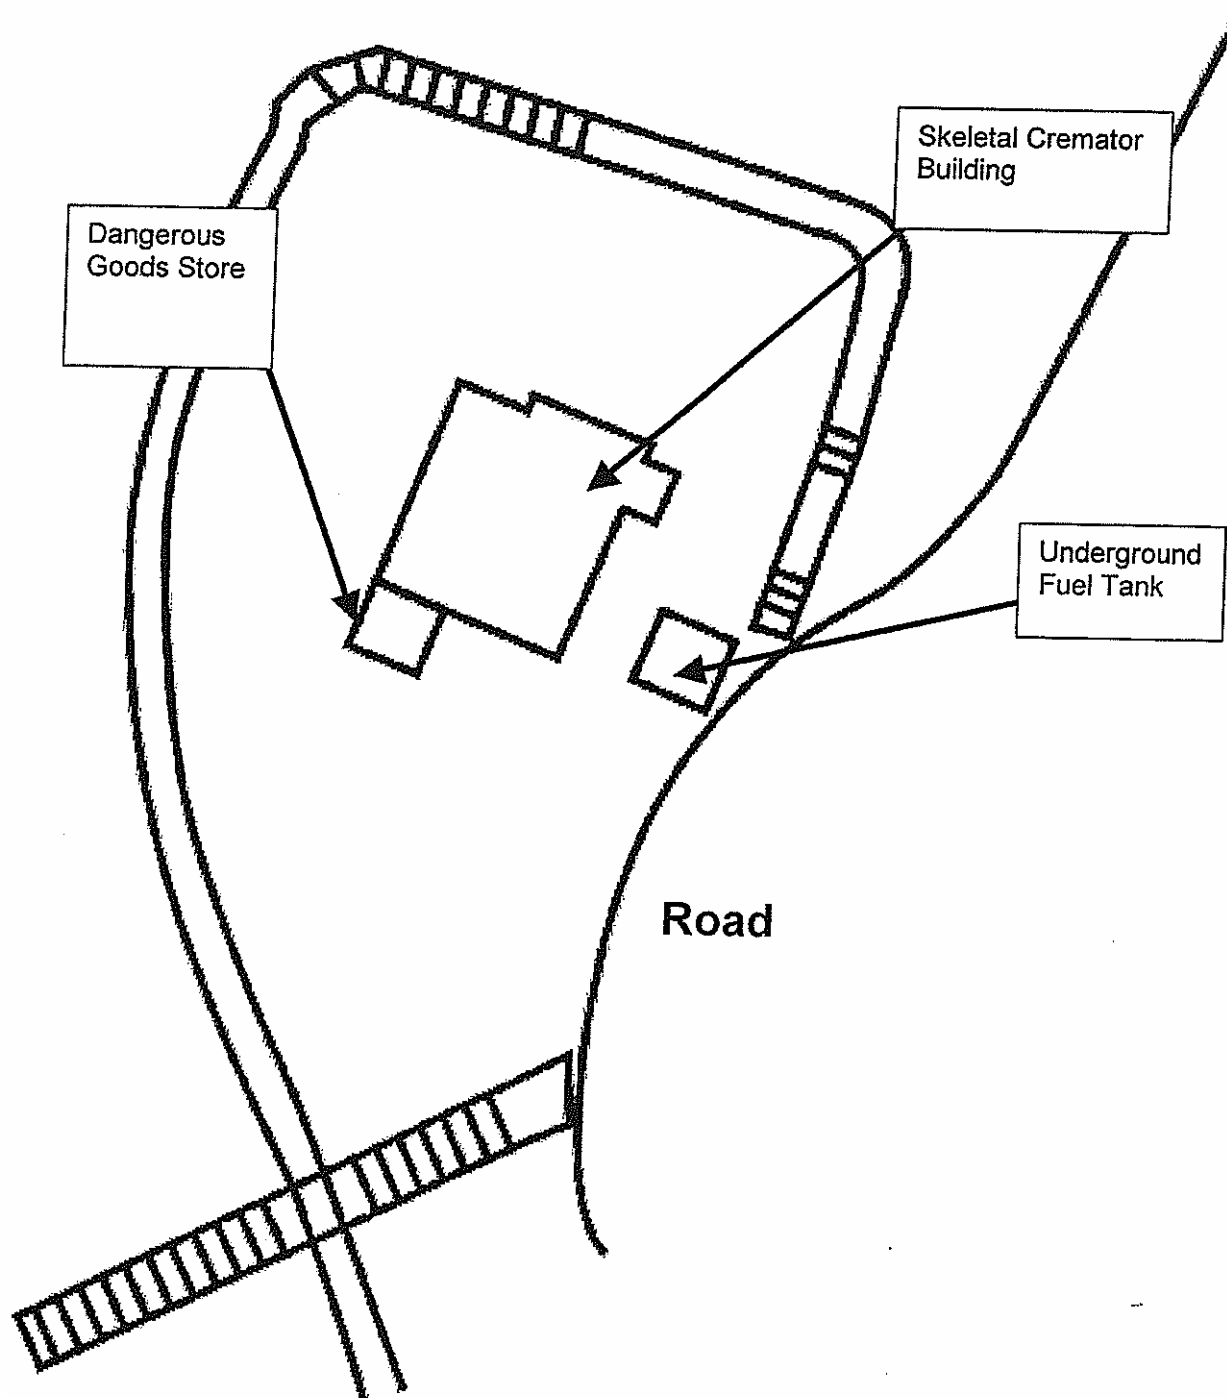 Skeletal Cremator
Building
Dangerous
Goods Store
Underground
Fuel Tank
Road